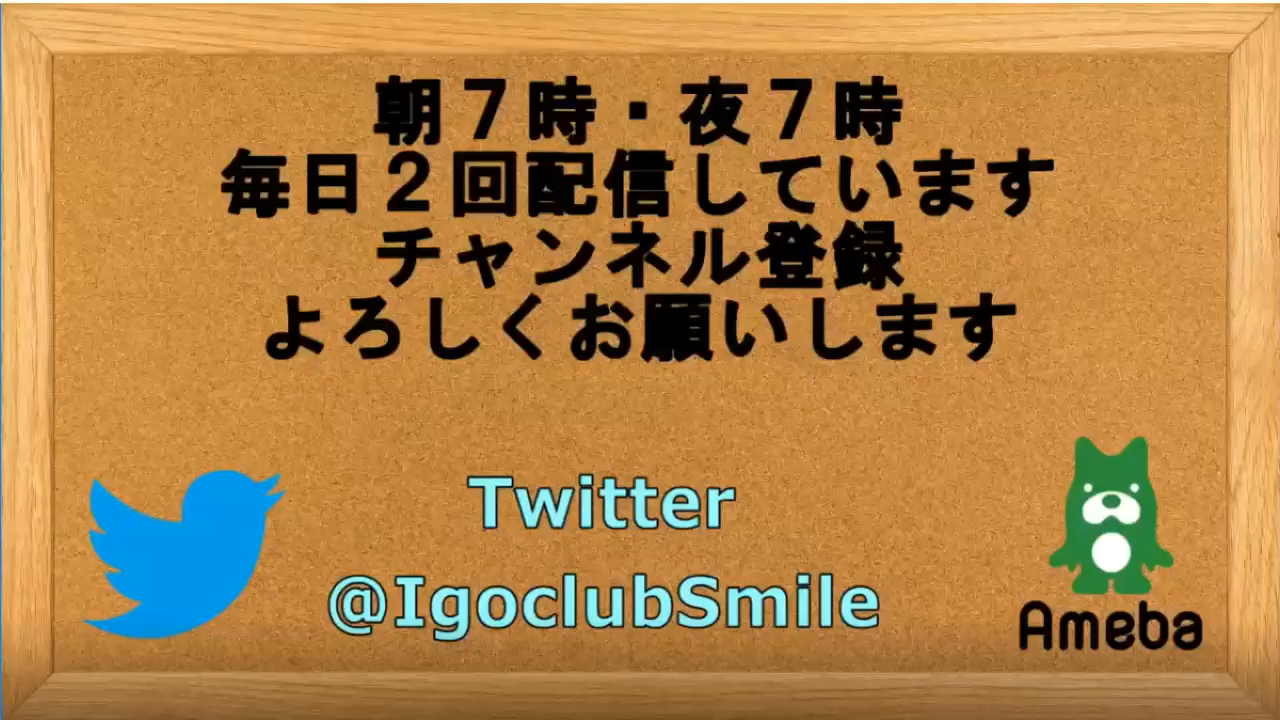 朝７時・夜７時
毎日２回配信しています
チャンネル登録
よろしくお願いします
Twitter
@IgoclubSmile
Ameba